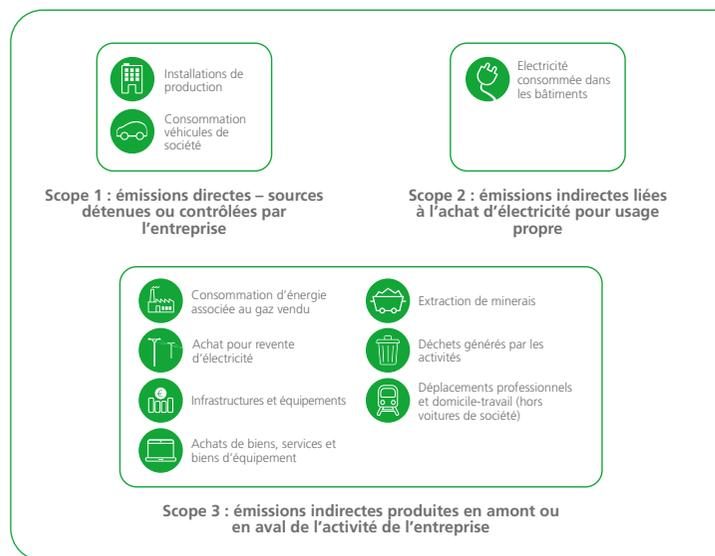 Installations de
production
Consommation
véhicules de
société
Scope 1 : émissions directes – sources
détenues ou contrôlées par
l’entreprise
Electricité
consommée dans
les bâtiments
Scope 2 : émissions indirectes liées
à l’achat d’électricité pour usage
propre
Consommation d’énergie
associée au gaz vendu
Achat pour revente
d’électricité
€
Infrastructures et équipements
Achats de biens, services et
biens d’équipement
Extraction de minerais
Déchets générés par les
activités
Déplacements professionnels
et domicile-travail (hors
voitures de société)
Scope 3 : émissions indirectes produites en amont ou
en aval de l’activité de l’entreprise